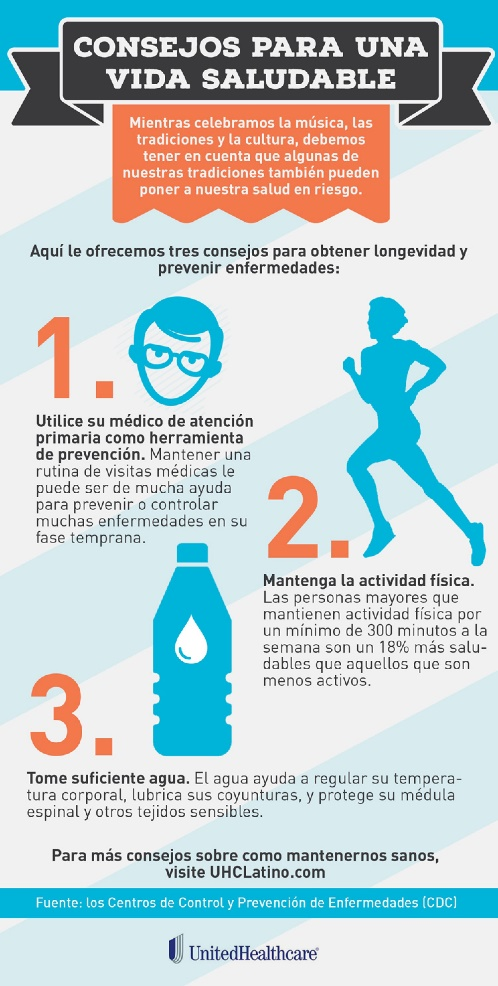 CONSEJOS PARA UNA
VIDA SALUDABLE
Mientras celebramos la música, las
tradiciones y la cultura, debemos
tener en cuenta que algunas de
nuestras tradiciones también pueden
poner a nuestra salud en riesgo.
Aquí le ofrecemos tres consejos para obtener longevidad y
prevenir enfermedades:
1.
Utilice su médico de atención
primaria como herramienta
de prevención. Mantener una
rutina de visitas médicas le
puede ser de mucha ayuda
para prevenir o controlar
muchas enfermedades en su
fase temprana.
2.
Mantenga la actividad física.
Las personas mayores que
mantienen actividad física por
un mínimo de 300 minutos a la
semana son un 18% más salu-
dables que aquellos que son
menos activos.
3.
Tome suficiente agua. El agua ayuda a regular su tempera-
tura corporal, lubrica sus coyunturas, y protege su médula
espinal y otros tejidos sensibles.
Para más consejos sobre como mantenernos sanos,
visite UHCLatino.com
Fuente: los Centros de Control y Prevención de Enfermedades (CDC)
UnitedHealthcare®